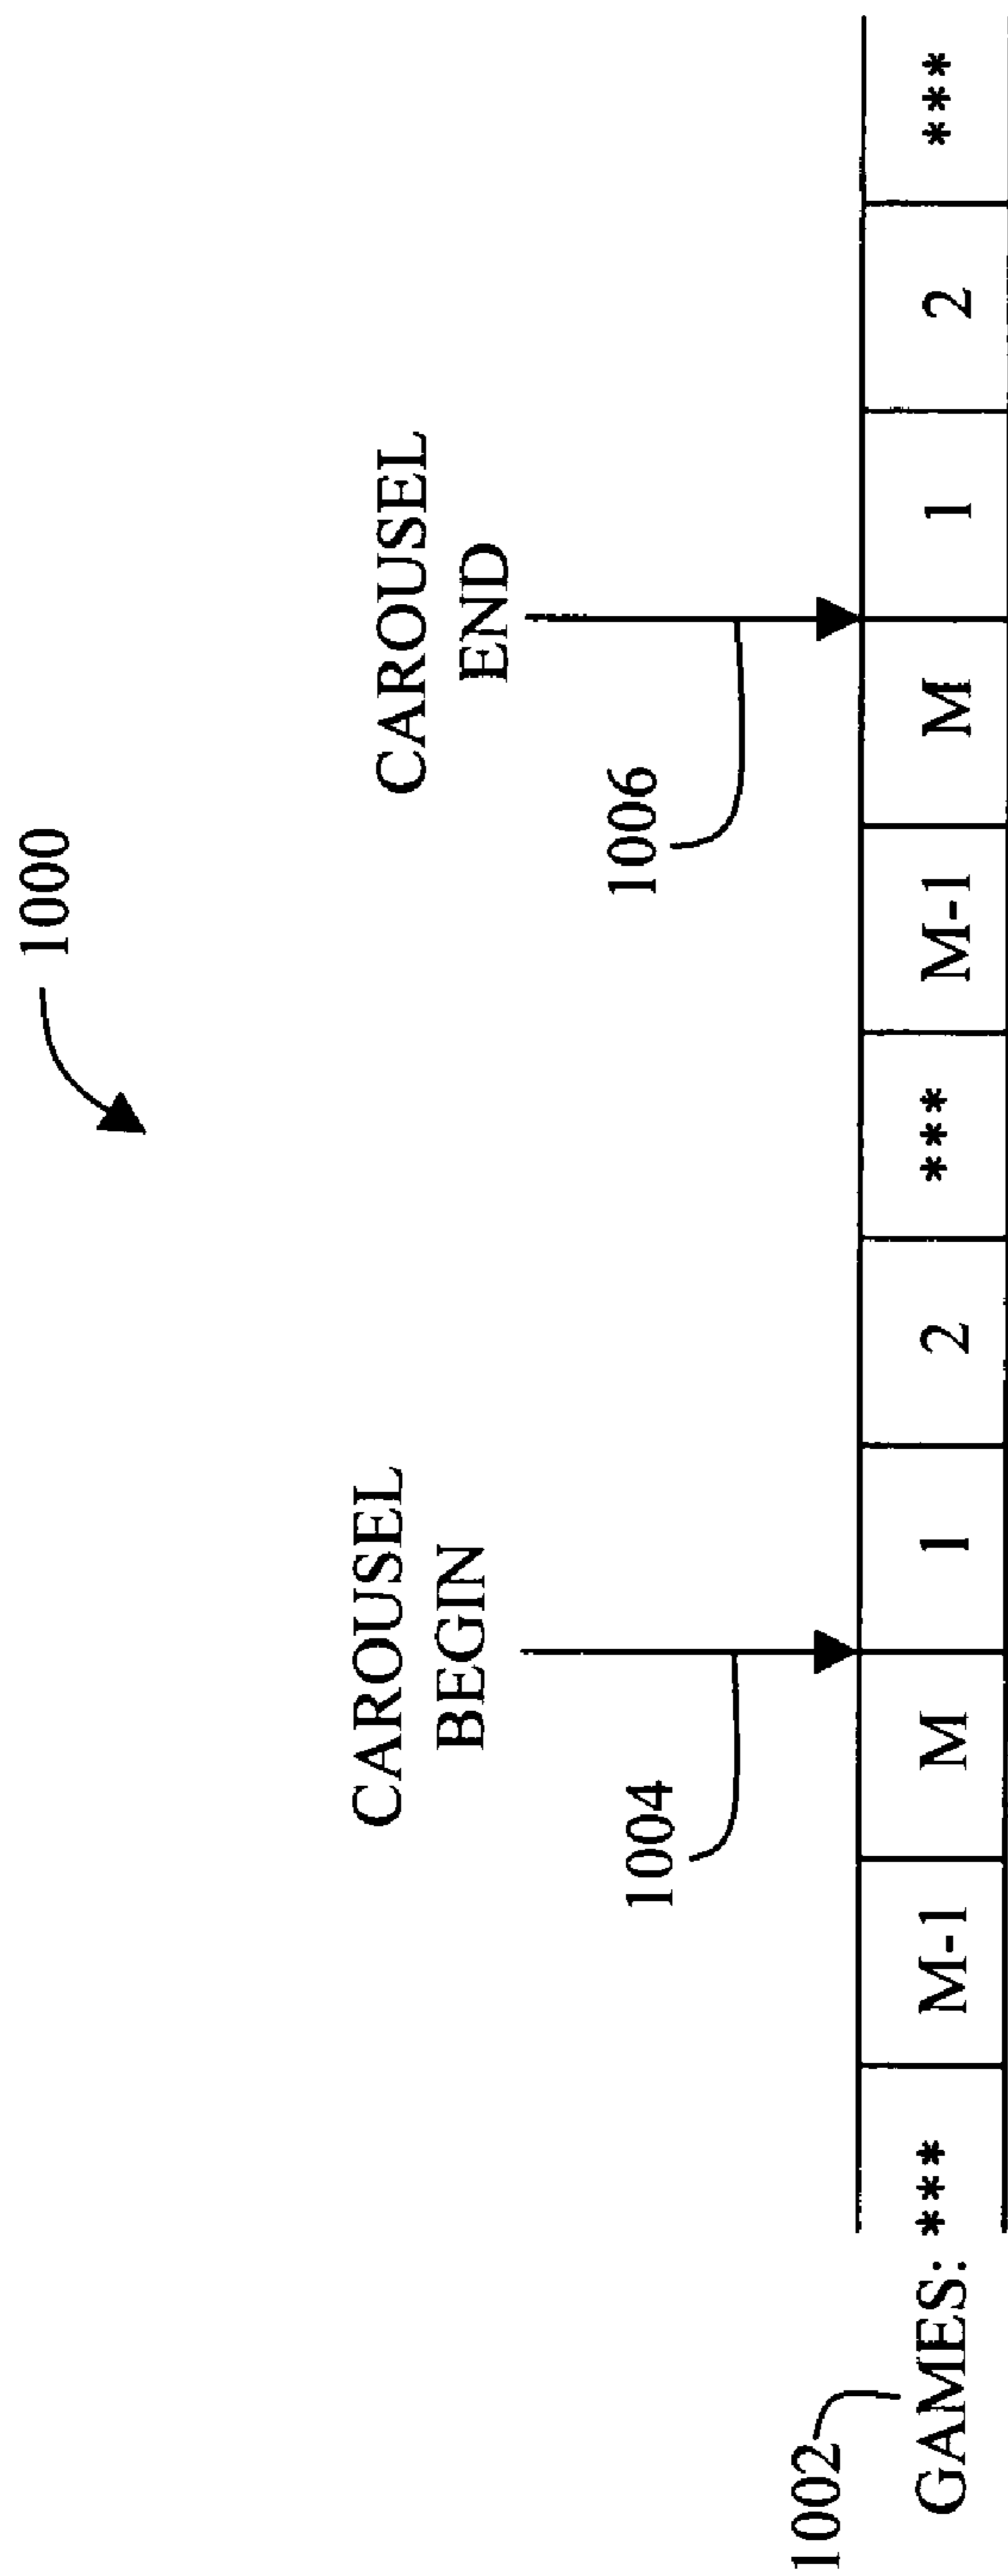 1000
CAROUSEL
BEGIN
CAROUSEL
END
1004
1006
1002
GAMES: *** M-1 M 1 2 *** M-1 M 1 2 ***